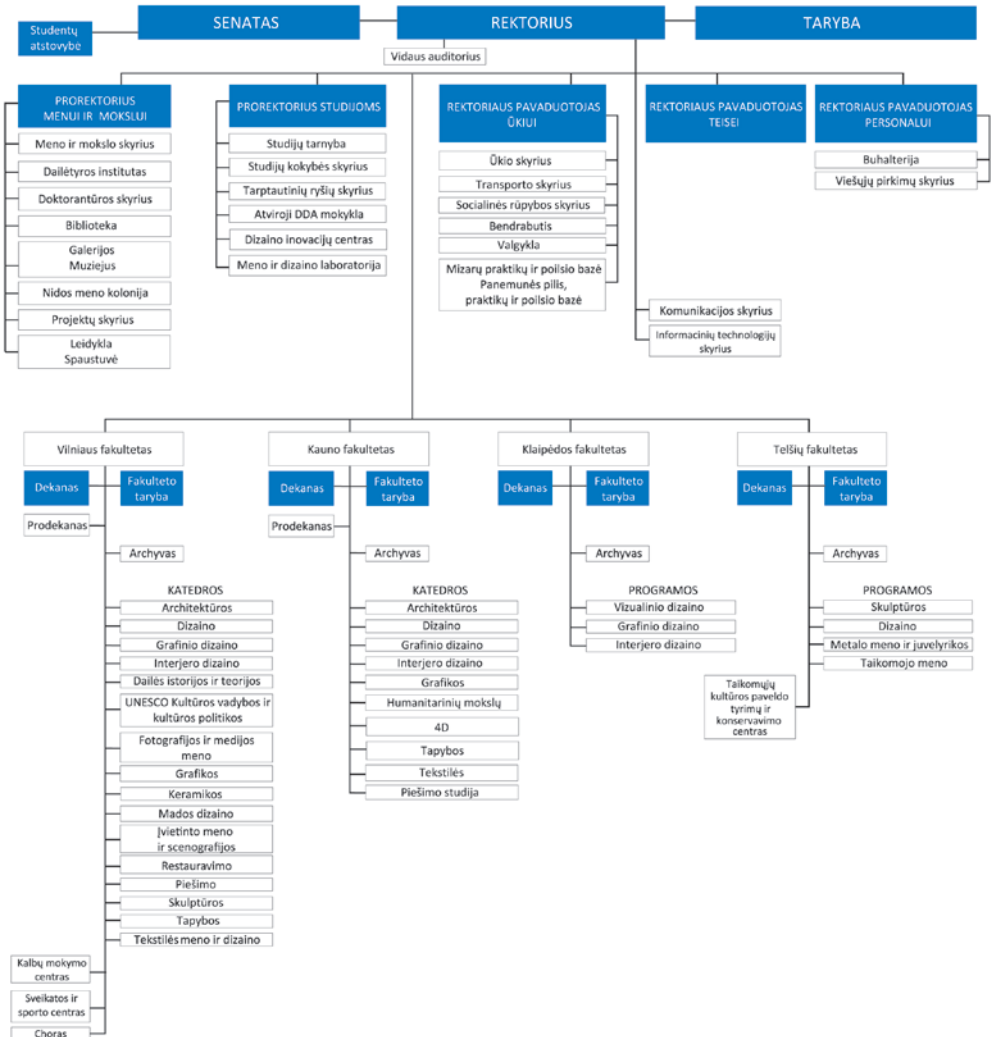 SENATAS
REKTORIUS
TARYBA
Studentų
atstovybė
Vidaus auditorius
PROREKTORIUS
MENUI IR MOKSLUI
Meno ir mokslo skyrius
Dailėtyros institutas
Doktorantūros skyrius
Biblioteka
Galerijos
Muziejus
Nidos meno kolonija
Projektų skyrius
Leidykla
Spaustuvė
PROREKTORIUS STUDIJOMS
Studijų tarnyba
Studijų kokybės skyrius
Tarptautinių ryšių skyrius
Atviroji DDA mokykla
Dizaino inovacijų centras
Meno ir dizaino laboratorija
REKTORIAUS PAVADUOTOJAS
ŪKIUI
Ūkio skyrius
Transporto skyrius
Socialinės rūpybos skyrius
Bendrabutis
Valgykla
Mizarų praktikų ir poilsio bazė
Panemunės pilis,
praktikų ir poilsio bazė
REKTORIAUS PAVADUOTOJAS
TEISEI
REKTORIAUS PAVADUOTOJAS
PERSONALUI
Buhalterija
Viešųjų pirkimų skyrius
Komunikacijos skyrius
Informacinių technologijų
skyrius
Vilniaus fakultetas
Dekanas
Fakulteto
taryba
Prodekanas
Archyvas
KATEDROS
Architektūros
Dizaino
Grafinio dizaino
Interjero dizaino
Dailės istorijos ir teorijos
UNESCO Kultūros vadybos ir
kultūros politikos
Fotografijos ir medijos
meno
Grafikos
Keramikos
Mados dizaino
Įvietinto meno
ir scenografijos
Restauravimo
Piešimo
Skulptūros
Tapybos
Tekstilės meno ir dizaino
Kalbų mokymo
centras
Sveikatos ir
sporto centras
Choras
Kauno fakultetas
Dekanas
Fakulteto
taryba
Prodekanas
Archyvas
KATEDROS
Architektūros
Dizaino
Grafinio dizaino
Interjero dizaino
Grafikos
Humanitarinių mokslų
4D
Tapybos
Tekstilės
Piešimo studija
Klaipėdos fakultetas
Dekanas
Fakulteto
taryba
Archyvas
PROGRAMOS
Vizualinio dizaino
Grafinio dizaino
Interjero dizaino
Telšių fakultetas
Dekanas
Fakulteto
taryba
Archyvas
PROGRAMOS
Skulptūros
Dizaino
Metalo meno ir juvelyrikos
Taikomojo meno
Taikomųjų
kultūros paveldo
tyrimų ir
konservavimo
centras